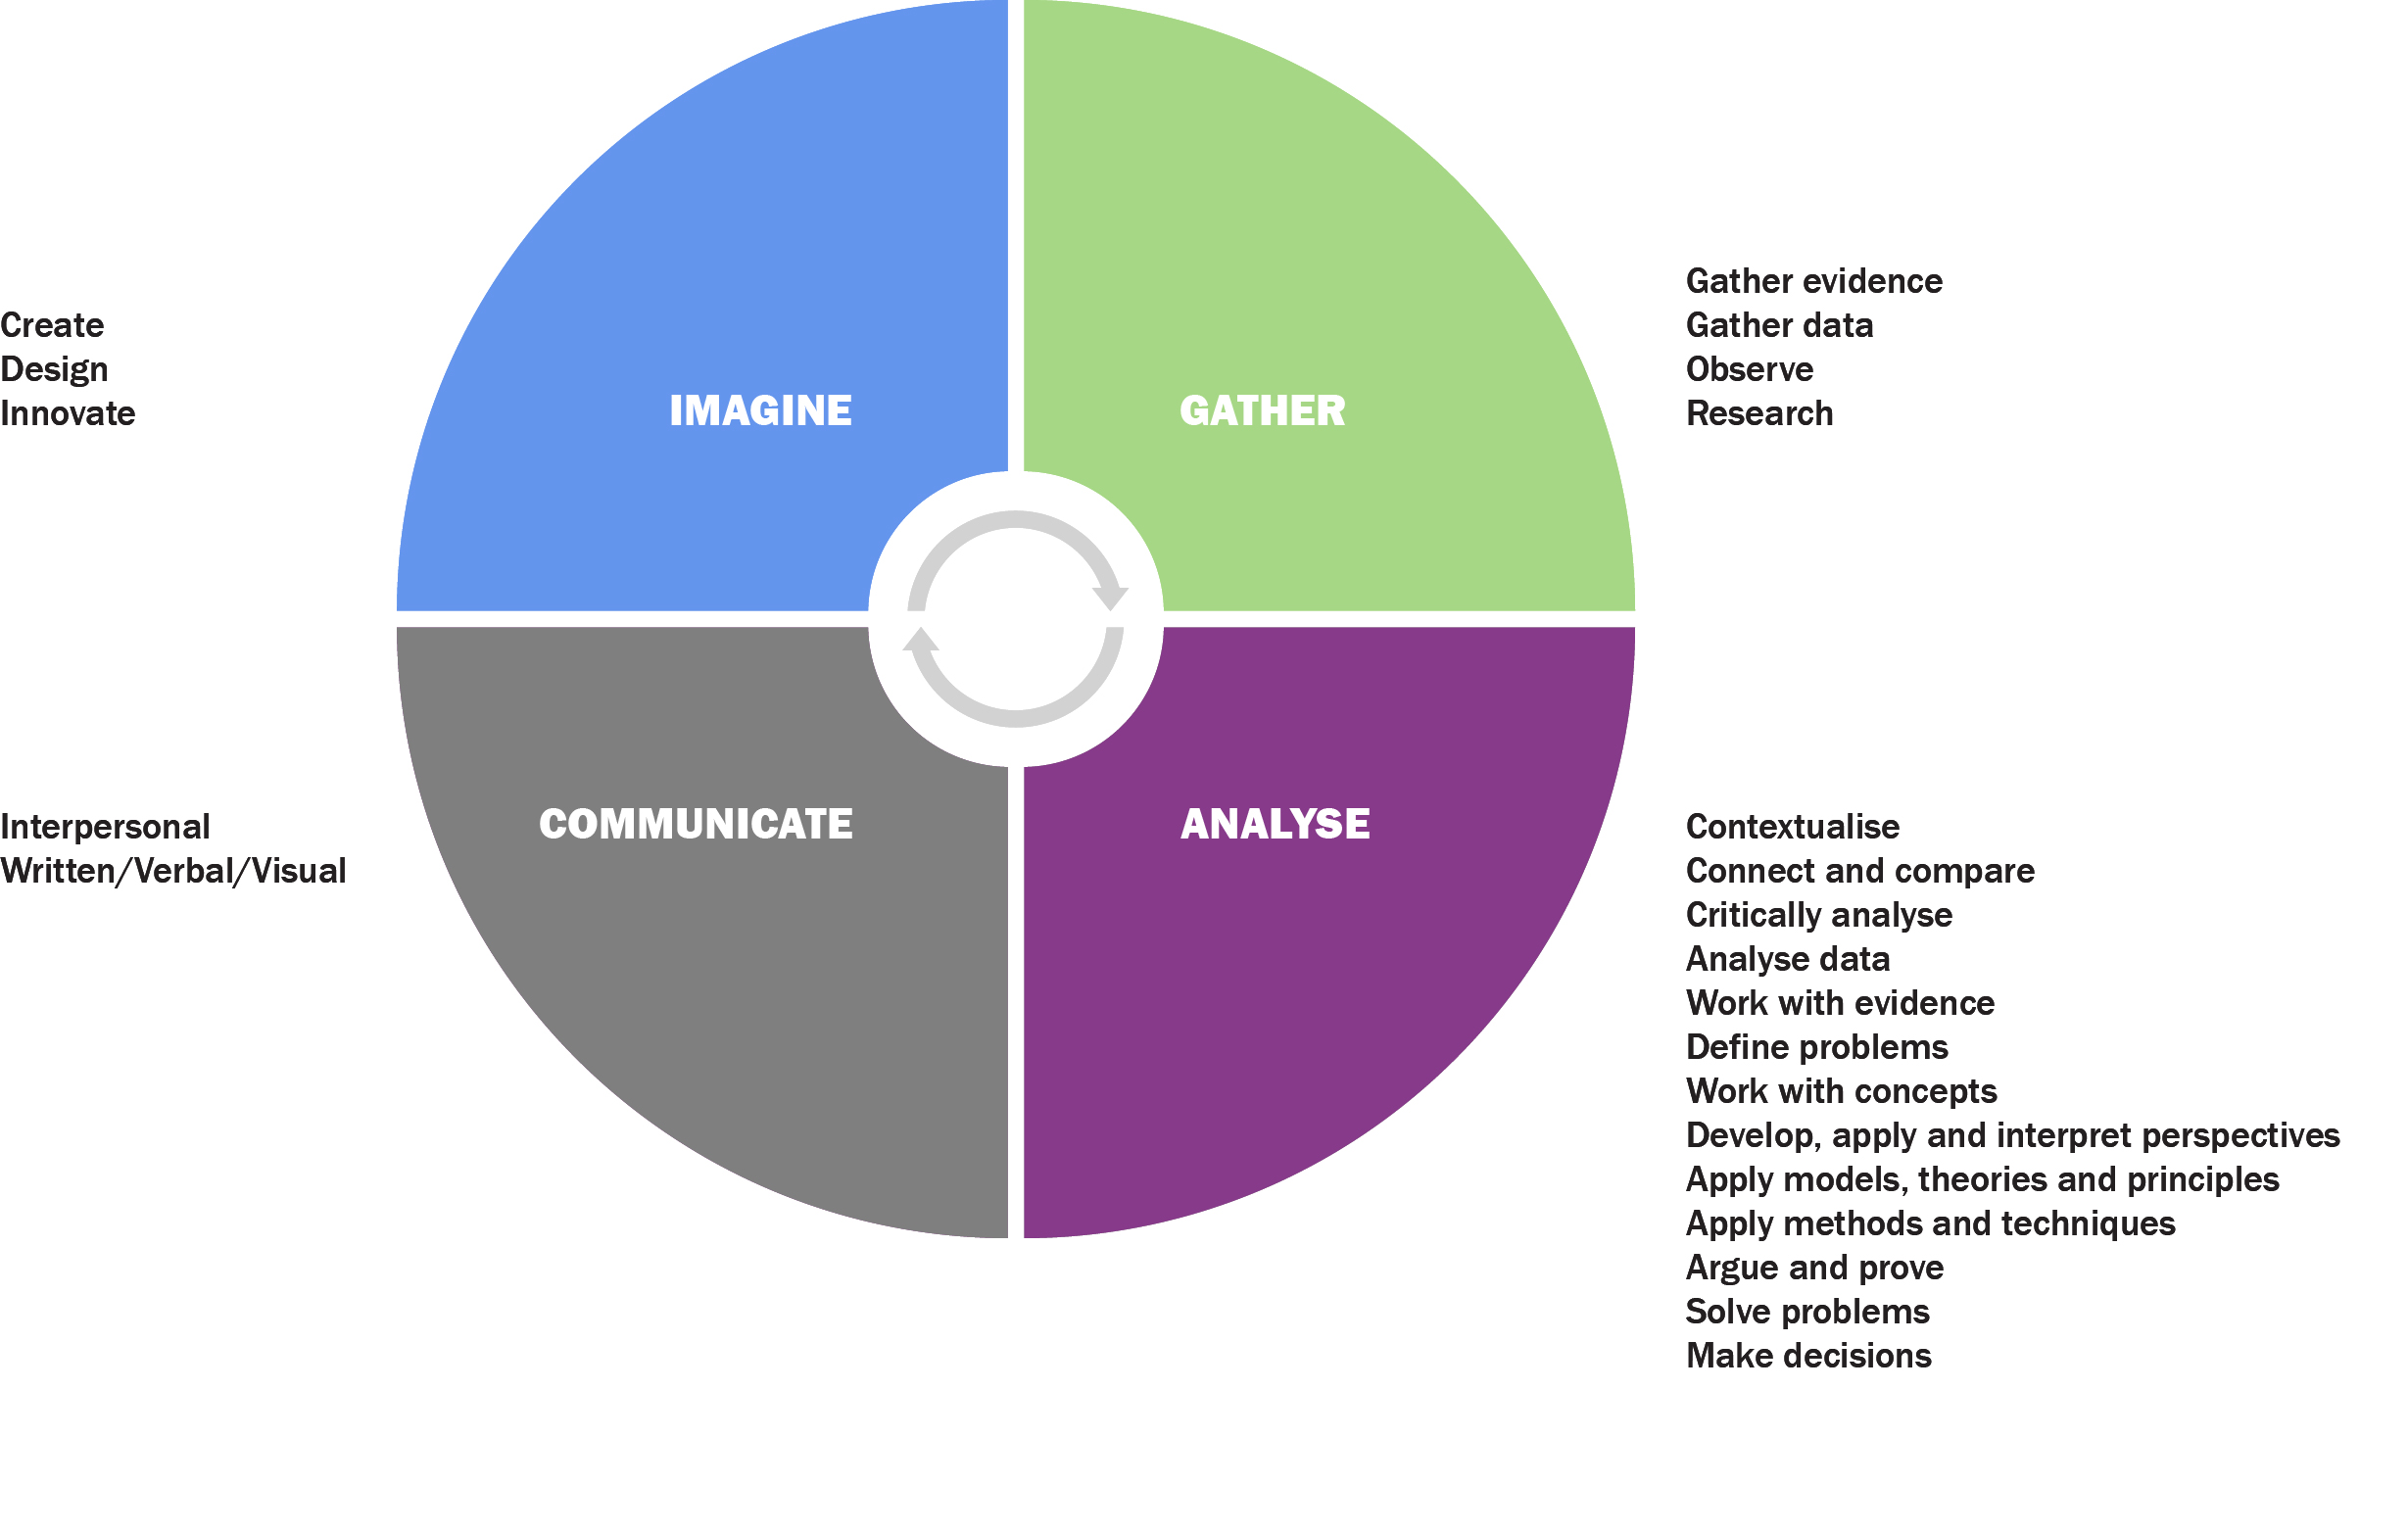 IMAGINE
Create
Design
Innovate
GATHER
Gather evidence
Gather data
Observe
Research
COMMUNICATE
Interpersonal
Written/Verbal/Visual
ANALYSE
Contextualise
Connect and compare
Critically analyse
Analyse data
Work with evidence
Define problems
Work with concepts
Develop, apply and interpret perspectives
Apply models, theories and principles
Apply methods and techniques
Argue and prove
Solve problems
Make decisions